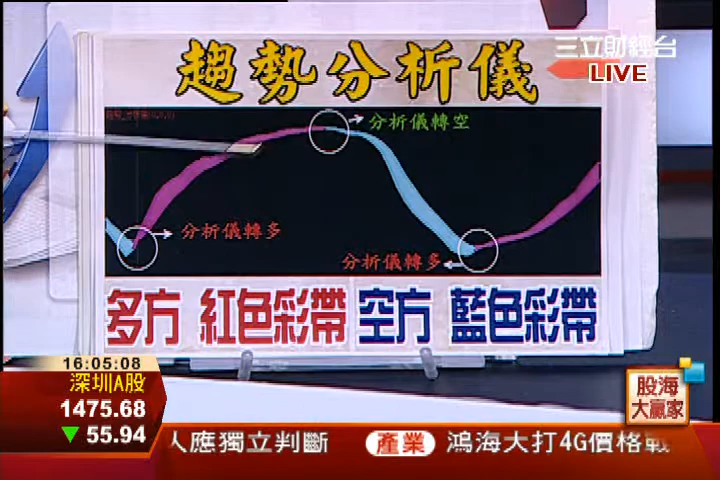 三立財經台
LIVE
趨勢分析儀
分析儀轉空
分析儀轉多
分析儀轉多
多方 紅色彩帶 空方 藍色彩帶
16:05:08
深圳A股
1475.68
▼ 55.94
股海
大贏家
人應獨立判斷 產業 鴻海大打4G價格戰